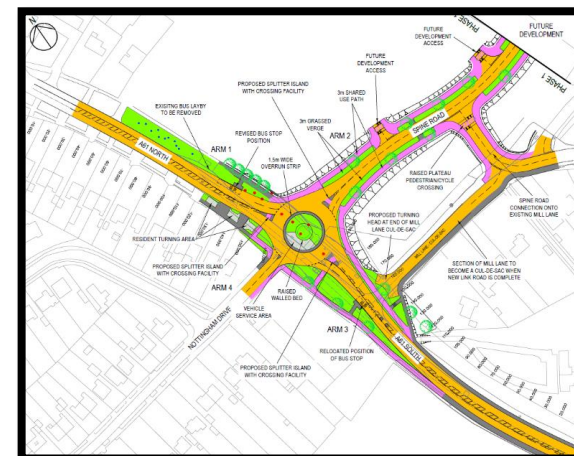 FUTURE
DEVELOPMENT
ACCESS
PHASE
FUTURE
DEVELOPMENT
PHASE 1
FUTURE
DEVELOPMENT
ACCESS
PROPOSED SPLITTER ISLAND
WITH CROSSING FACILITY
3m SHARED
USE PATH
EXISITNG BUS LAYBY
TO BE REMOVED
3m GRASSED
VERGE
ARM 2
SPINE ROAD
REVISED BUS STOP
POSITION
ARM 1
1.5m WIDE
OVERRUN STRIP
A61 NORTH
RAISED PLATEAU
PEDESTRIAN/CYCLE
CROSSING
PROPOSED TURNING
HEAD AT END OF MILL
LANE CUL-DE-SAC
SPINE ROAD
CONNECTION ONTO
EXISTING MILL LANE
RESIDENT TURNING AREA
MILL LANE CUL-DE-SAC
SECTION OF MILL LANE TO
BECOME A CUL-DE-SAC WHEN
NEW LINK ROAD IS COMPLETE
PROPOSED SPLITTER ISLAND
WITH CROSSING FACILITY
ARM 4
RAISED
WALLED BED
NOTTINGHAM DRIVE
VEHICLE
SERVICE AREA
ARM 3
RELOCATED POSITION
OF BUS STOP
A61 SOUTH
PROPOSED SPLITTER ISLAND
WITH CROSSING FACILITY